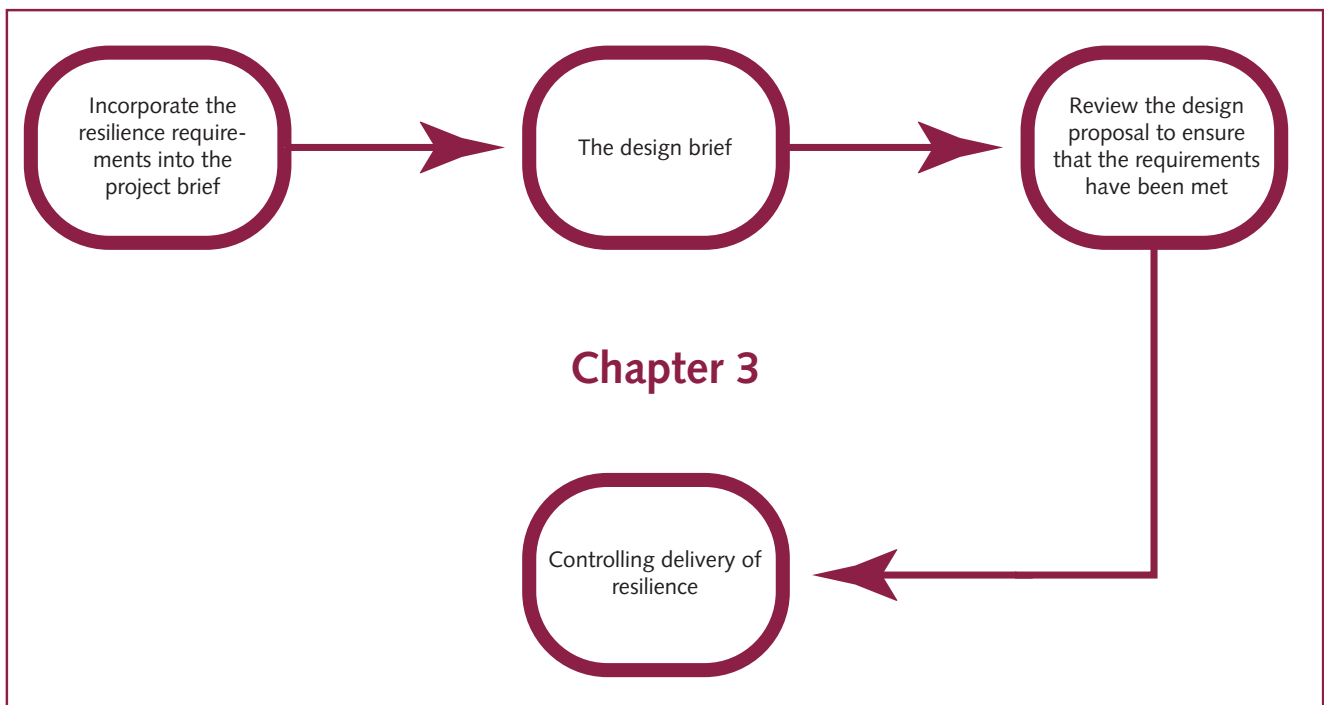 Incorporate the
resilience require-
ments into the
project brief
The design brief
Review the design
proposal to ensure
that the requirements
have been met
Chapter 3
Controlling delivery of
resilience